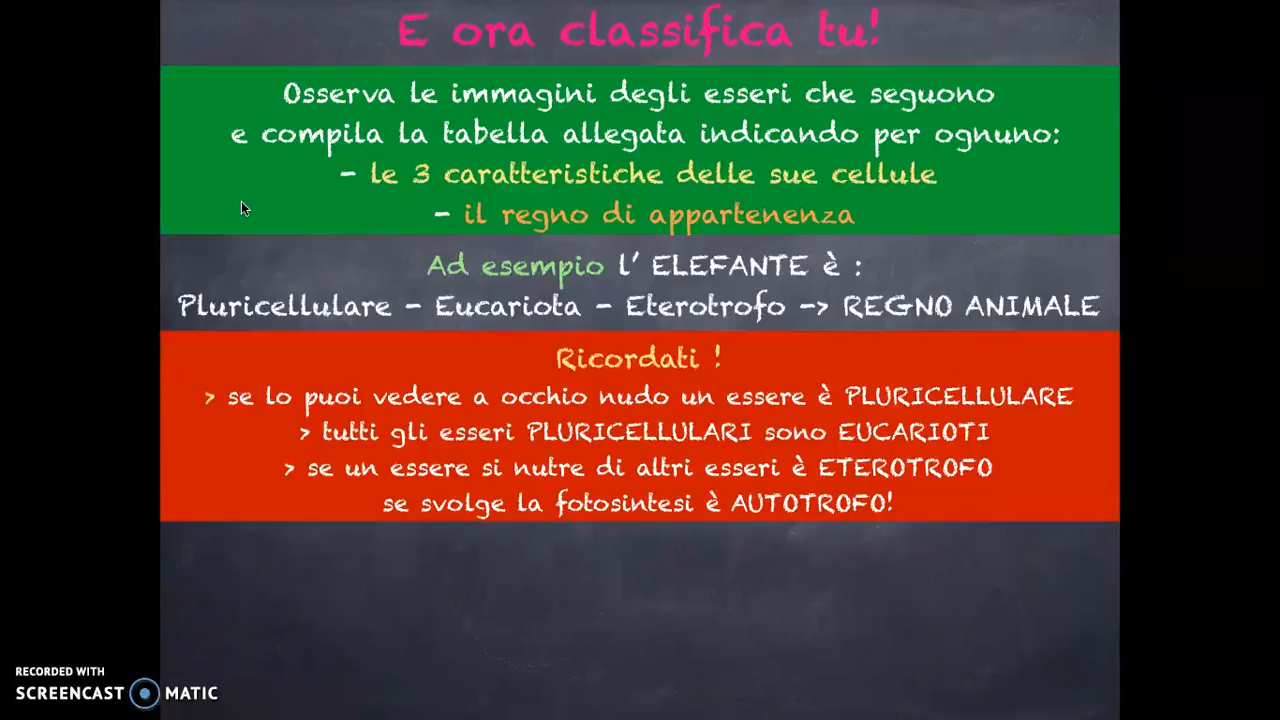 E ora classifica tu!
Osserva le immagini degli esseri che seguono
e compila la tabella allegata indicando per ognuno:
- le 3 caratteristiche delle sue cellule
- il regno di appartenenza
Ad esempio l' ELEFANTE è :
Pluricellulare - Eucariota - Eterotrofo -> REGNO ANIMALE
Ricordati !
> se lo puoi vedere a occhio nudo un essere è PLURICELLULARE
> tutti gli esseri PLURICELLULARI sono EUCARIOTI
> se un essere si nutre di altri esseri è ETEROTROFO
se svolge la fotosintesi è AUTOTROFO!
RECORDED WITH
SCREENCAST MATIC